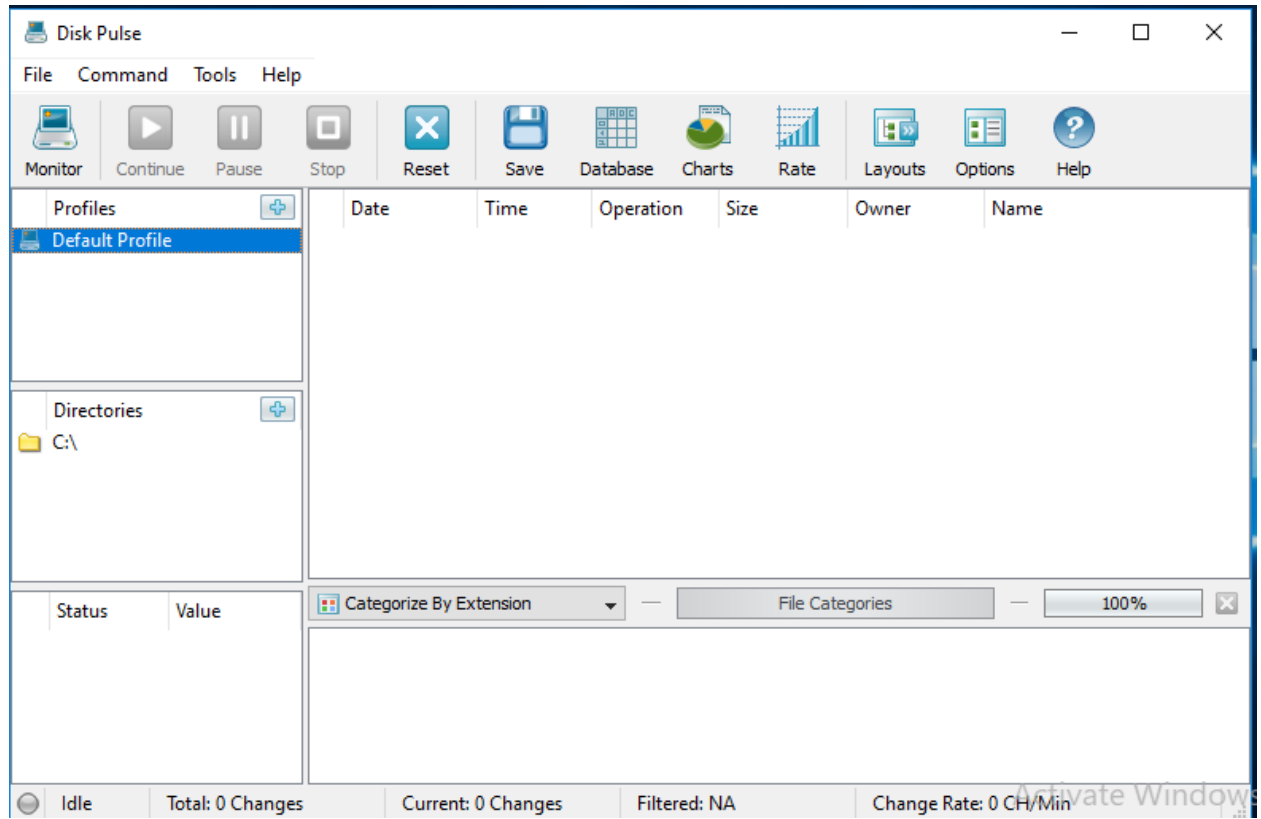 Disk Pulse
File Command Tools Help
Monitor Continue Pause Stop Reset Save Database Charts Rate Layouts Options Help
Profiles
Default Profile
Date Time Operation Size Owner Name
Directories
C:\
Status Value
Categorize By Extension File Categories 100%
Idle Total: 0 Changes Current: 0 Changes Filtered: NA Change Rate: 0 CH/Min
Activate Windows